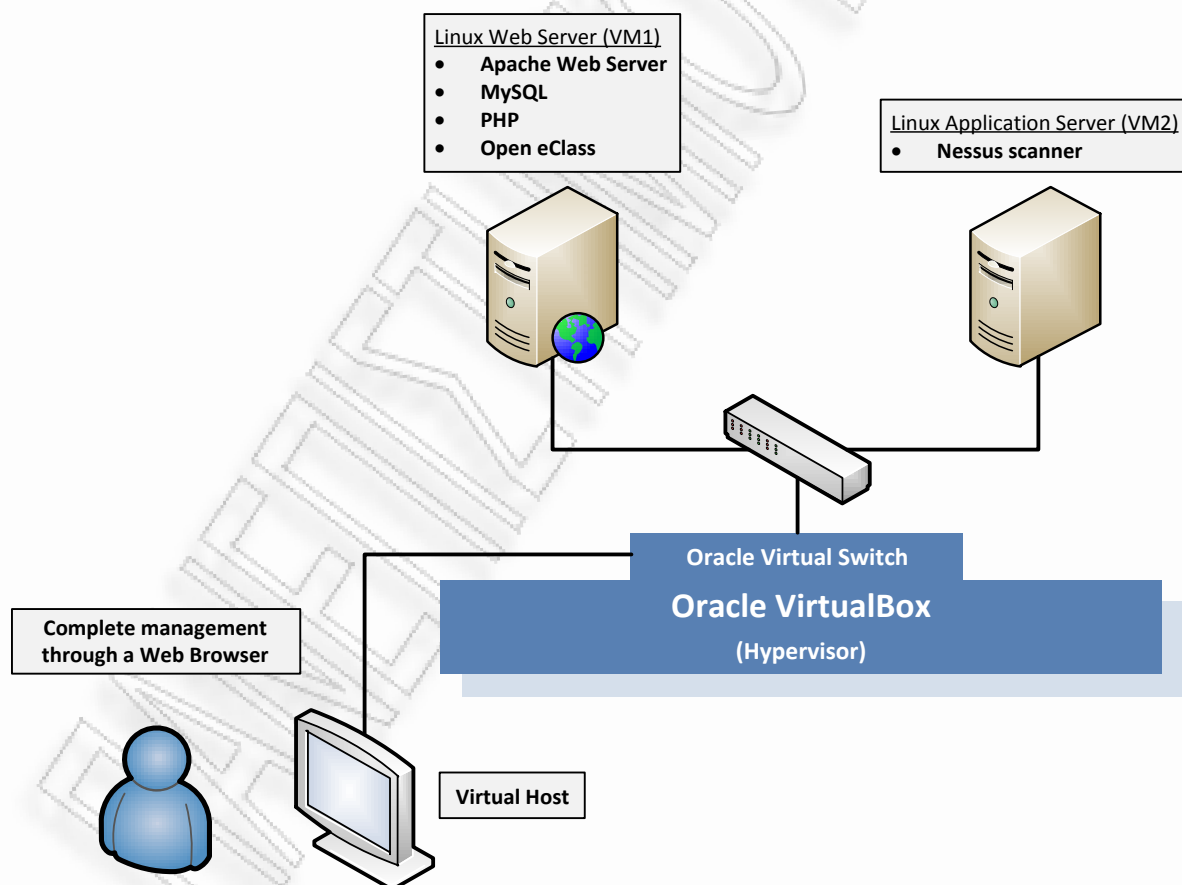 Linux Web Server (VM1)
• Apache Web Server
• MySQL
• PHP
• Open eClass
Linux Application Server (VM2)
• Nessus scanner
Oracle Virtual Switch
Oracle VirtualBox
(Hypervisor)
Complete management
through a Web Browser
Virtual Host